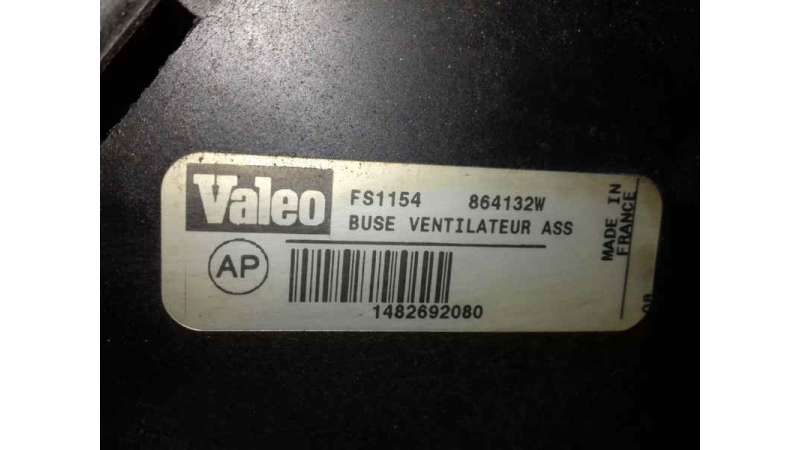 Valeo
FS1154 864132W
BUSE VENTILATEUR ASS
AP
1482692080
MADE IN
FRANCE